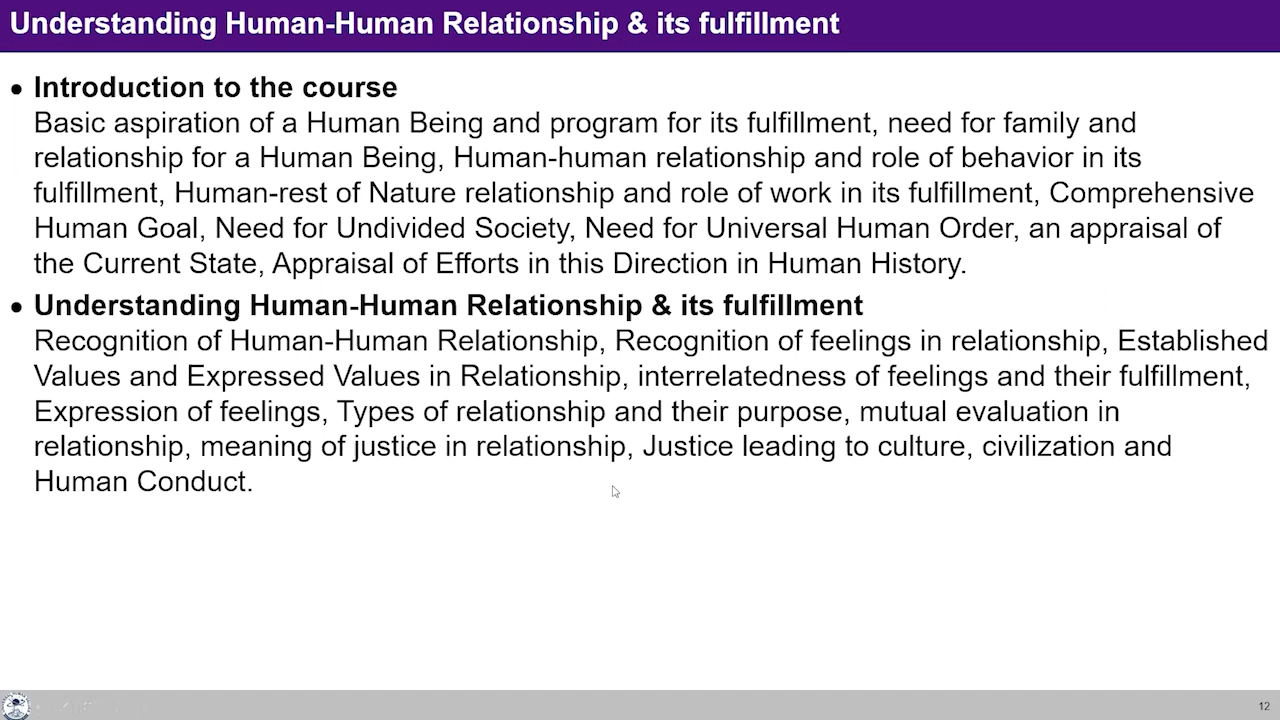 Understanding Human-Human Relationship & its fulfillment
• Introduction to the course
Basic aspiration of a Human Being and program for its fulfillment, need for family and
relationship for a Human Being, Human-human relationship and role of behavior in its
fulfillment, Human-rest of Nature relationship and role of work in its fulfillment, Comprehensive
Human Goal, Need for Undivided Society, Need for Universal Human Order, an appraisal of
the Current State, Appraisal of Efforts in this Direction in Human History.
• Understanding Human-Human Relationship & its fulfillment
Recognition of Human-Human Relationship, Recognition of feelings in relationship, Established
Values and Expressed Values in Relationship, interrelatedness of feelings and their fulfillment,
Expression of feelings, Types of relationship and their purpose, mutual evaluation in
relationship, meaning of justice in relationship, Justice leading to culture, civilization and
Human Conduct.
12